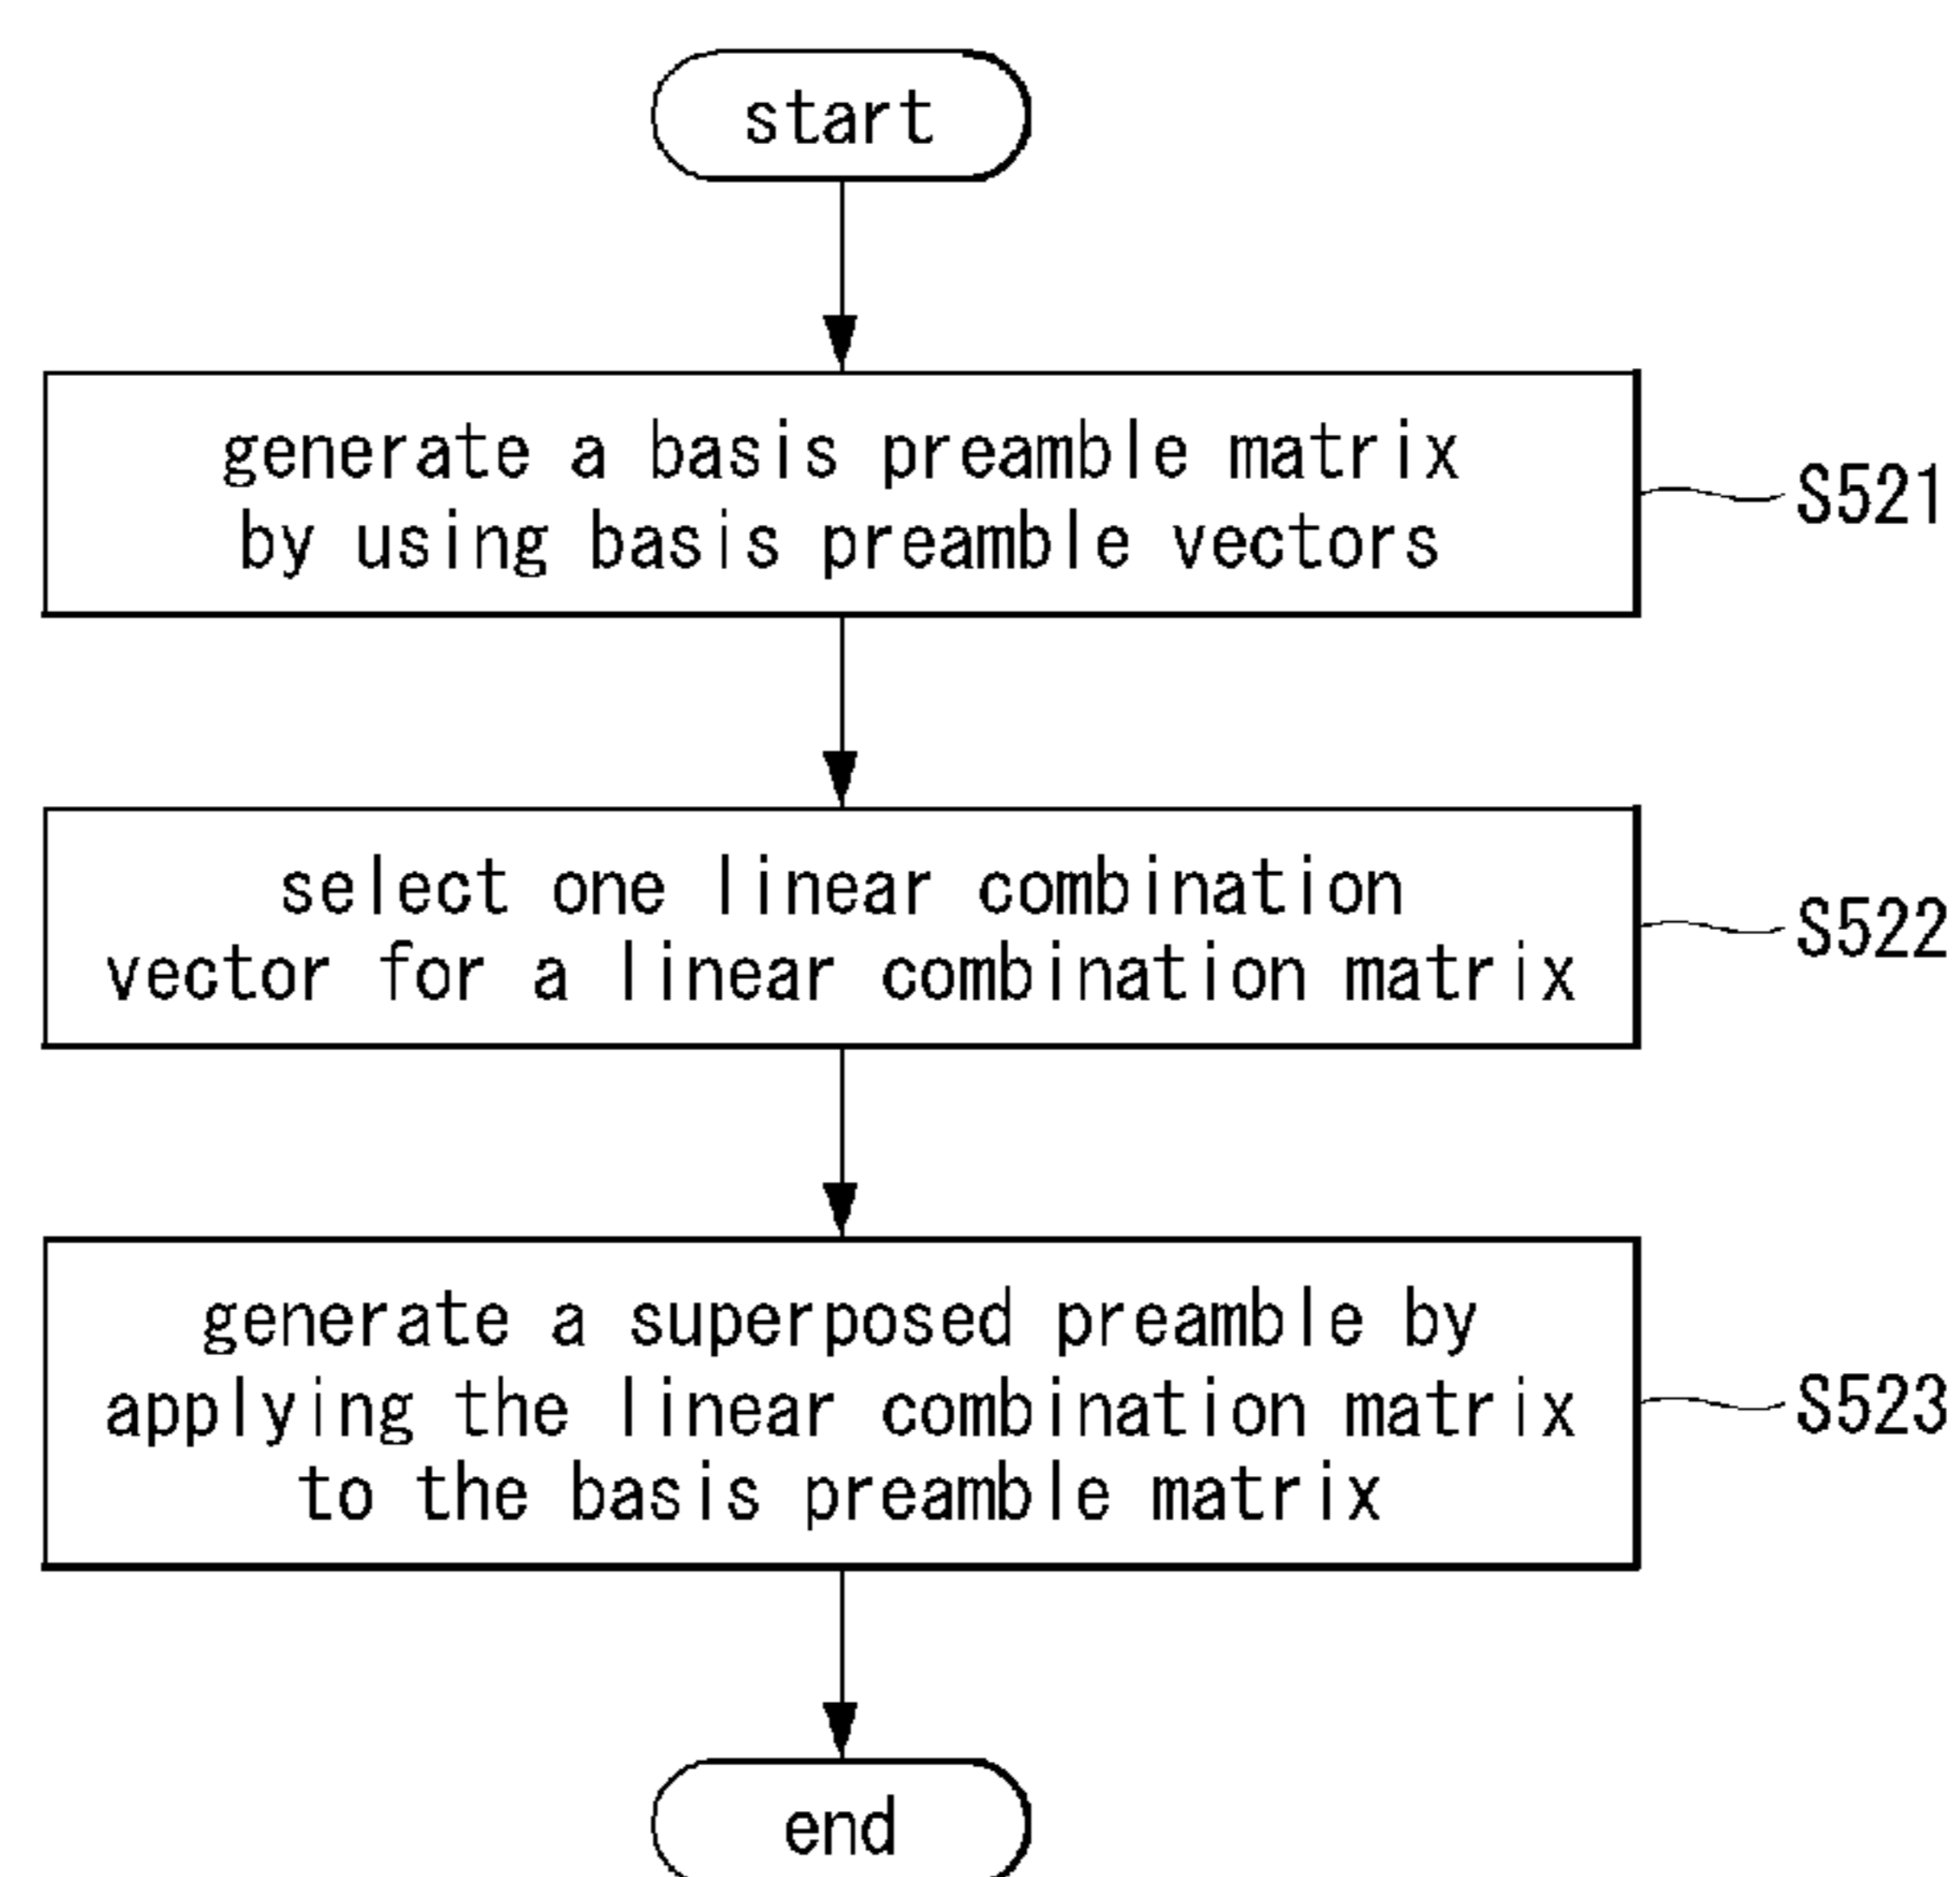 start
generate a basis preamble matrix
by using basis preamble vectors
S521
select one linear combination
vector for a linear combination matrix
S522
generate a superposed preamble by
applying the linear combination matrix
to the basis preamble matrix
S523
end